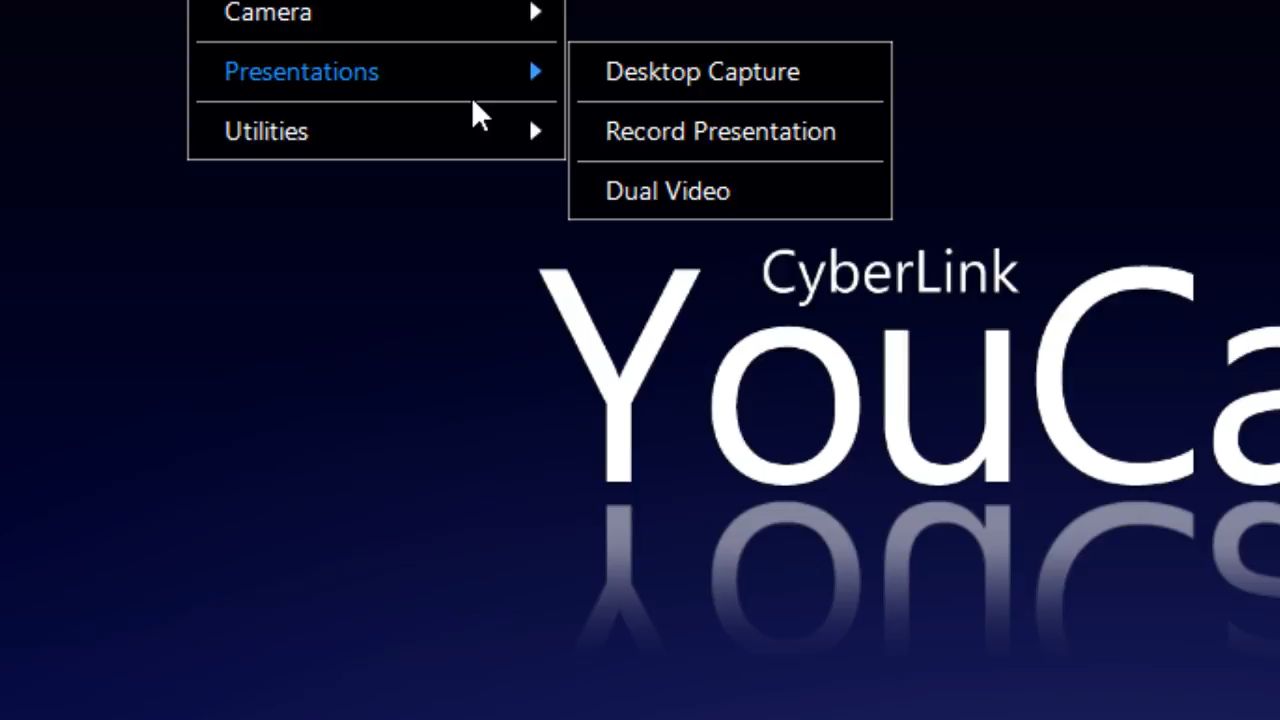 Camera
Presentations
Utilities
Desktop Capture
Record Presentation
Dual Video
CyberLink
YouCa